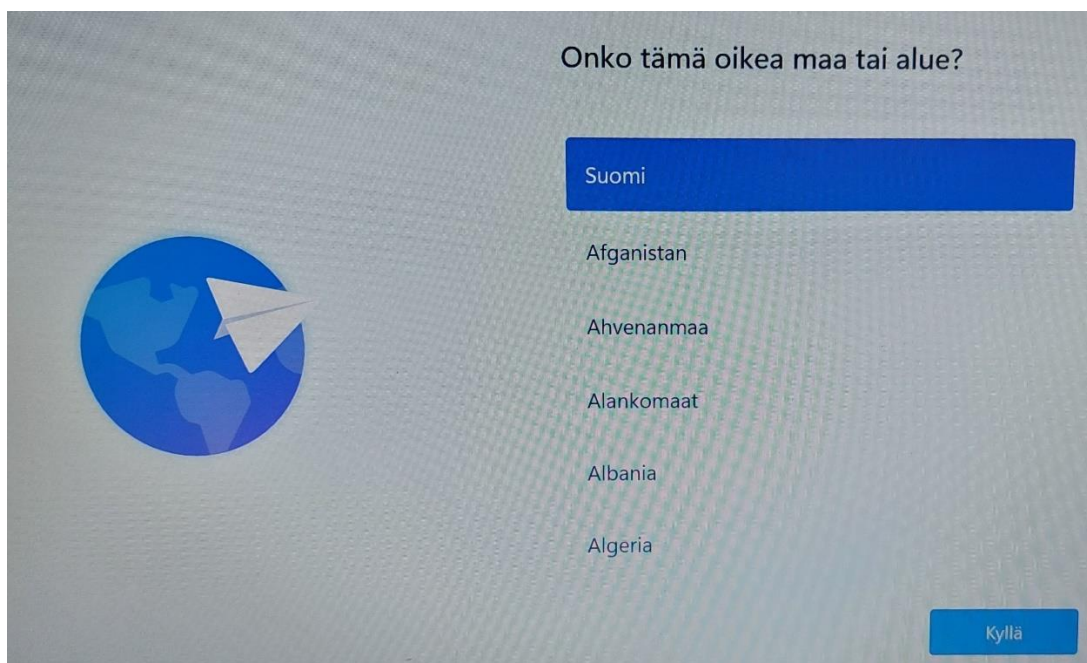 Onko tämä oikea maa tai alue?
Suomi
Afganistan
Ahvenanmaa
Alankomaat
Albania
Algeria
Kyllä